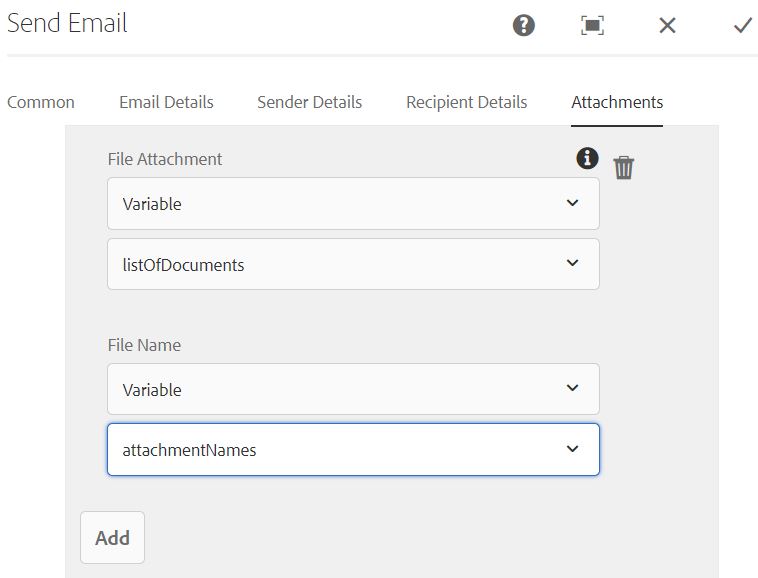 Send Email
Common Email Details Sender Details Recipient Details Attachments
File Attachment
Variable
listOfDocuments
File Name
Variable
attachmentNames
Add